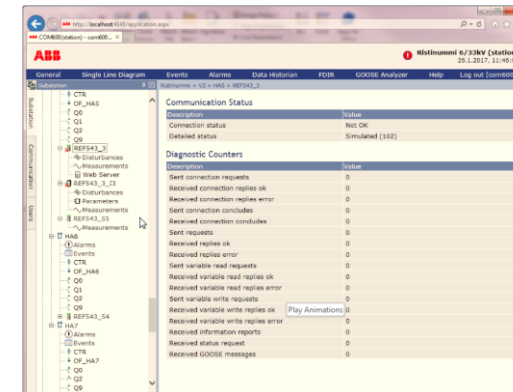 http://localhost:6145/application.aspx
COM600(station) - com600...
ABB
Ristinummi 6/33kV (station
26.1.2017, 11:46:
General Single Line Diagram Events Alarms Data Historian FDIR GOOSE Analyzer Help Log out [com600
Substation
Ristinummi > V2 > HA5 > REF543_3
Substation
Communication
Users
CTR
OF_HA5
Q0
Q1
Q2
Q9
REF543_3
Disturbances
Measurements
Web Server
REF543_3_I3
Disturbances
Parameters
Measurements
REF543_S5
Measurements
HA6
Alarms
Events
CTR
OF_HA6
Q0
Q1
Q2
Q9
REF543_S4
HA7
Alarms
Events
CTR
OF_HA7
Q0
Q2
Q9
Communication Status
Description Value
Connection status Not OK
Detailed status Simulated (102)
Diagnostic Counters
Description Value
Sent connection requests 0
Received connection replies ok 0
Received connection replies error 0
Sent connection concludes 0
Received connection concludes 0
Sent requests 0
Received replies ok 0
Received replies error 0
Sent variable read requests 0
Received variable read replies ok 0
Received variable read replies error 0
Sent variable write requests 0
Received variable write replies ok 0
Play Animations
Received variable write replies error 0
Received information reports 0
Received status request 0
Received GOOSE messages 0